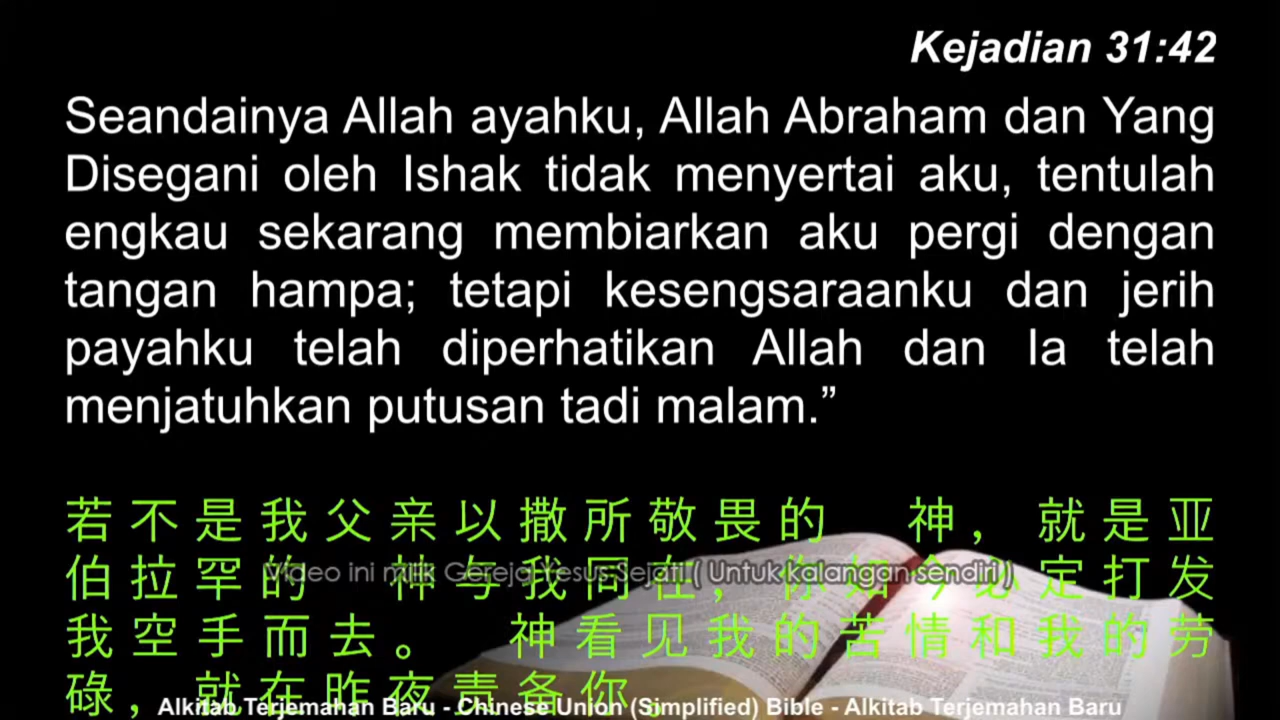 Kejadian 31:42
Seandainya Allah ayahku, Allah Abraham dan Yang
Disegani oleh Ishak tidak menyertai aku, tentulah
engkau sekarang membiarkan aku pergi dengan
tangan hampa; tetapi kesengsaraanku dan jerih
payahku telah diperhatikan Allah dan Ia telah
menjatuhkan putusan tadi malam.”
若不是我父亲以撒所敬畏的 神，就是亚
伯拉罕的 神与我同在，你如今必定打发
Video ini milik Gereja Yesus Sejati ( Untuk kalangan sendiri )
我空手而去。 神看见我的苦情和我的劳
碌，就在昨夜责备你。
Alkitab Terjemahan Baru - Chinese Union (Simplified) Bible - Alkitab Terjemahan Baru